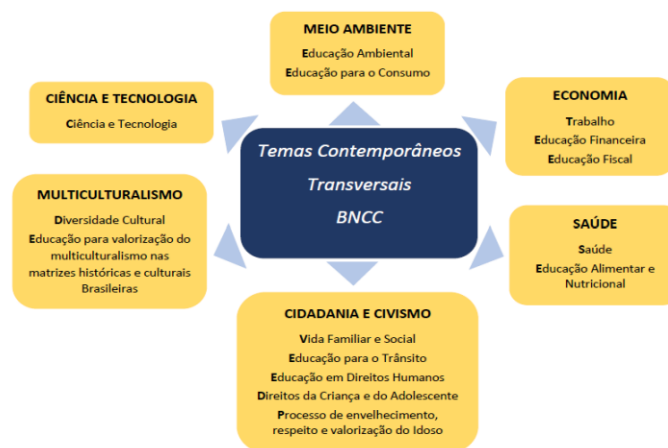 MEIO AMBIENTE
Educação Ambiental
Educação para o Consumo
CIÊNCIA E TECNOLOGIA
Ciência e Tecnologia
ECONOMIA
Trabalho
Educação Financeira
Educação Fiscal
Temas Contemporâneos
Transversais
BNCC
MULTICULTURALISMO
Diversidade Cultural
Educação para valorização do
multiculturalismo nas
matrizes históricas e culturais
Brasileiras
SAÚDE
Saúde
Educação Alimentar e
Nutricional
CIDADANIA E CIVISMO
Vida Familiar e Social
Educação para o Trânsito
Educação em Direitos Humanos
Direitos da Criança e do Adolescente
Processo de envelhecimento,
respeito e valorização do Idoso